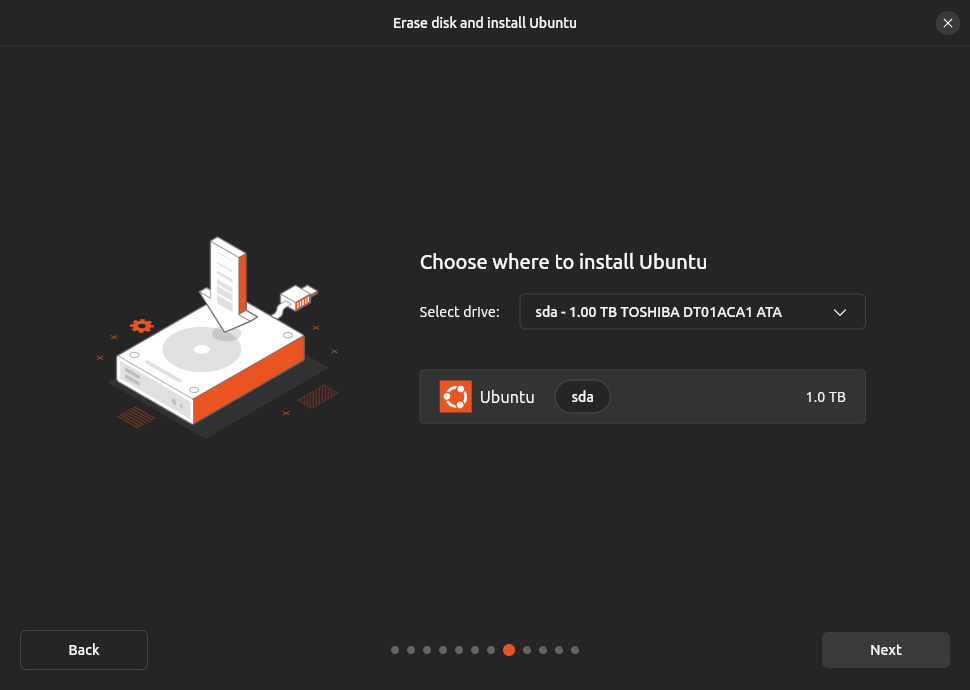 Erase disk and install Ubuntu
Choose where to install Ubuntu
Select drive: sda - 1.00 TB TOSHIBA DT01ACA1 ATA
Ubuntu sda 1.0 TB
Back Next